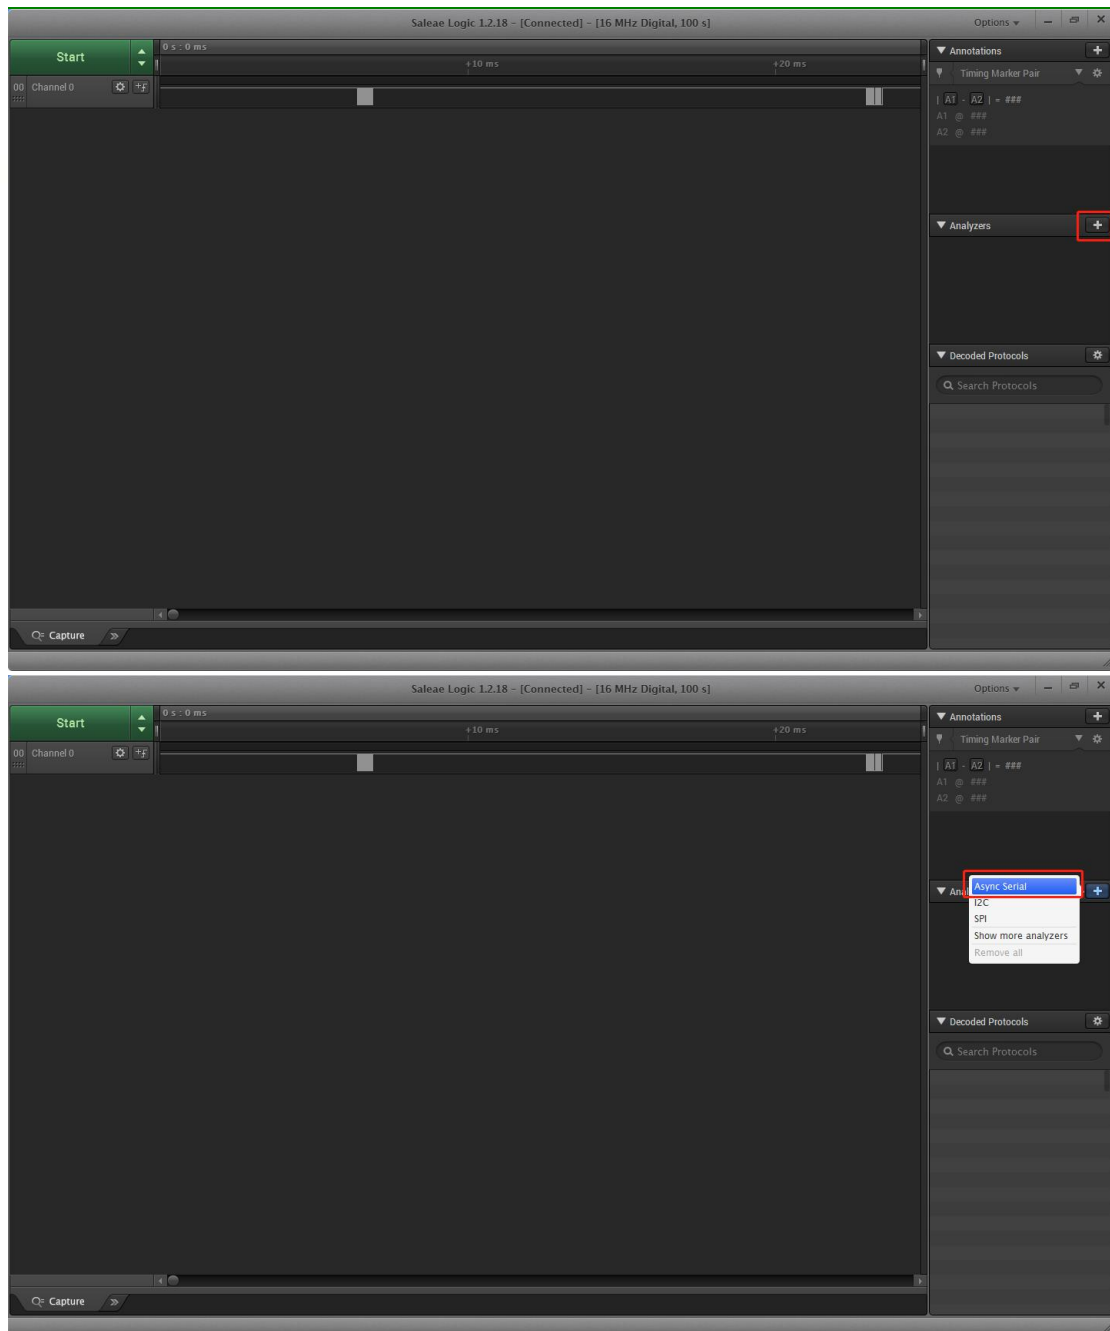 Saleae Logic 1.2.18 - [Connected] - [16 MHz Digital, 100 s]
Options
Start
0 s : 0 ms
+10 ms
+20 ms
00 Channel 0
Annotations
Timing Marker Pair
| A1 - A2 | = ###
A1 @ ###
A2 @ ###
Analyzers
Decoded Protocols
Search Protocols
Capture
Saleae Logic 1.2.18 - [Connected] - [16 MHz Digital, 100 s]
Options
Start
0 s : 0 ms
+10 ms
+20 ms
00 Channel 0
Annotations
Timing Marker Pair
| A1 - A2 | = ###
A1 @ ###
A2 @ ###
Async Serial
Ana
I2C
SPI
Show more analyzers
Remove all
Decoded Protocols
Search Protocols
Capture